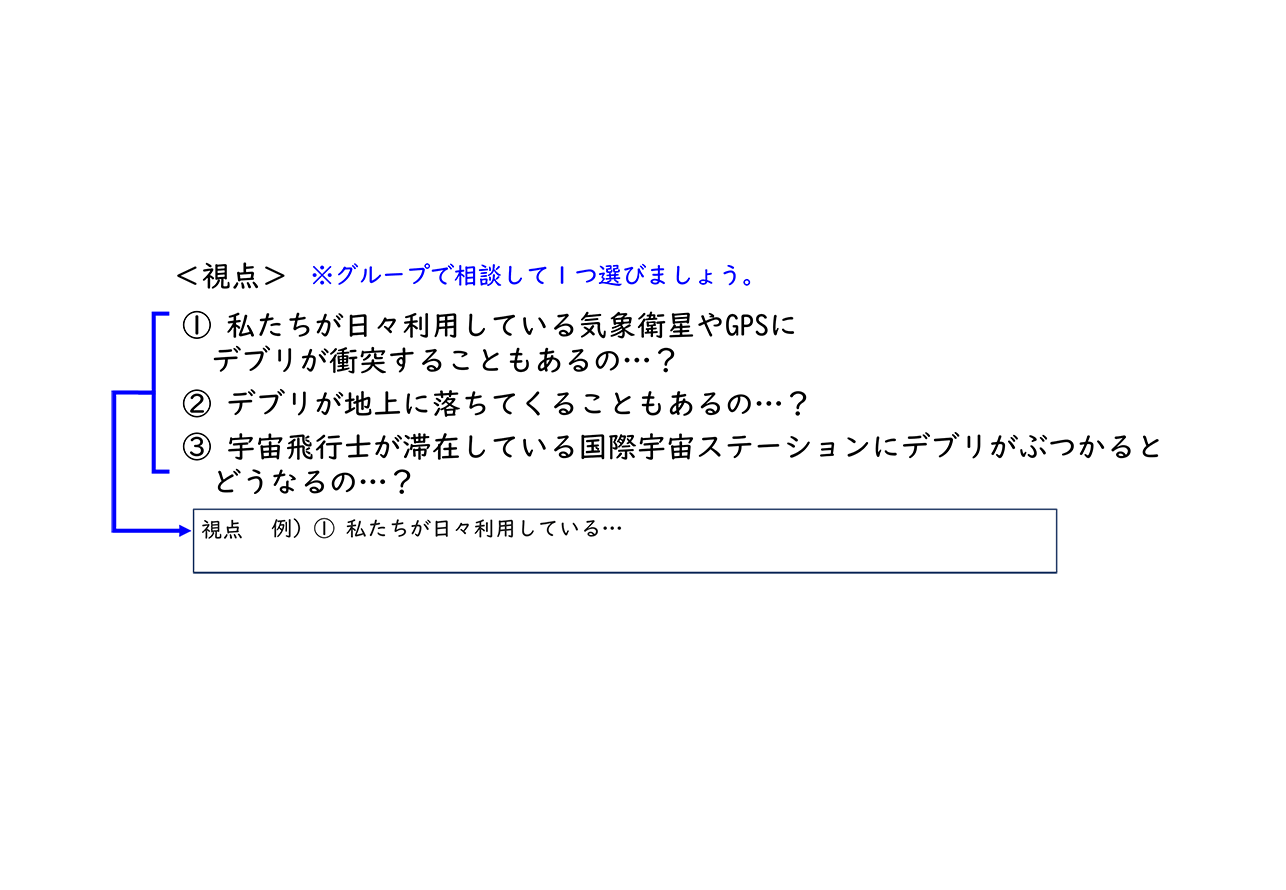 ＜視点＞ ※グループで相談して１つ選びましょう。
① 私たちが日々利用している気象衛星やGPSに
デブリが衝突することもあるの…？
② デブリが地上に落ちてくることもあるの…？
③ 宇宙飛行士が滞在している国際宇宙ステーションにデブリがぶつかると
どうなるの…？
視点 例）① 私たちが日々利用している…